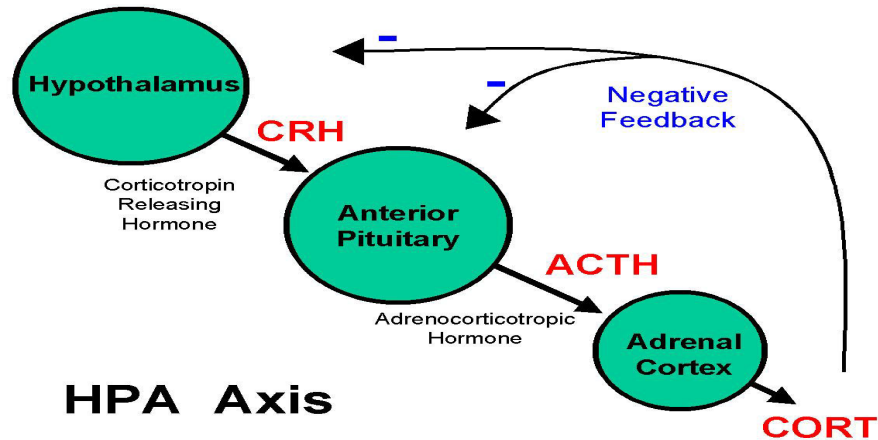 -
Hypothalamus
-
Negative
Feedback
CRH
Corticotropin
Releasing
Hormone
Anterior
Pituitary
ACTH
Adrenocorticotropic
Hormone
Adrenal
Cortex
HPA Axis
CORT